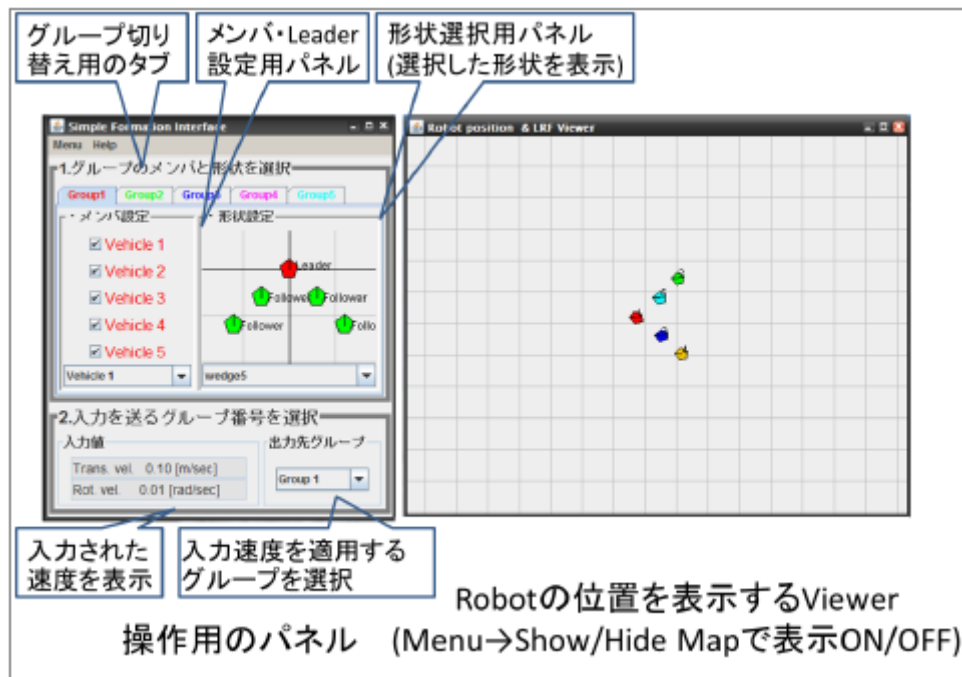 グループ切り
替え用のタブ
メンバ・Leader
設定用パネル
形状選択用パネル
(選択した形状を表示)
Simple Formation Interface
Menu Help
1.グループのメンバと形状を選択
Group1 Group2 Group3 Group4 Group5
・メンバ設定
Vehicle 1
Vehicle 2
Vehicle 3
Vehicle 4
Vehicle 5
Vehicle 1
・形状設定
Leader
Follower Follower
Follower Follo
wedge5
2.入力を送るグループ番号を選択
入力値
Trans. vel. 0.10 [m/sec]
Rot. vel. 0.01 [rad/sec]
出力先グループ
Group 1
Robot position & LRF Viewer
入力された
速度を表示
入力速度を適用する
グループを選択
操作用のパネル
Robotの位置を表示するViewer
(Menu→Show/Hide Mapで表示ON/OFF)